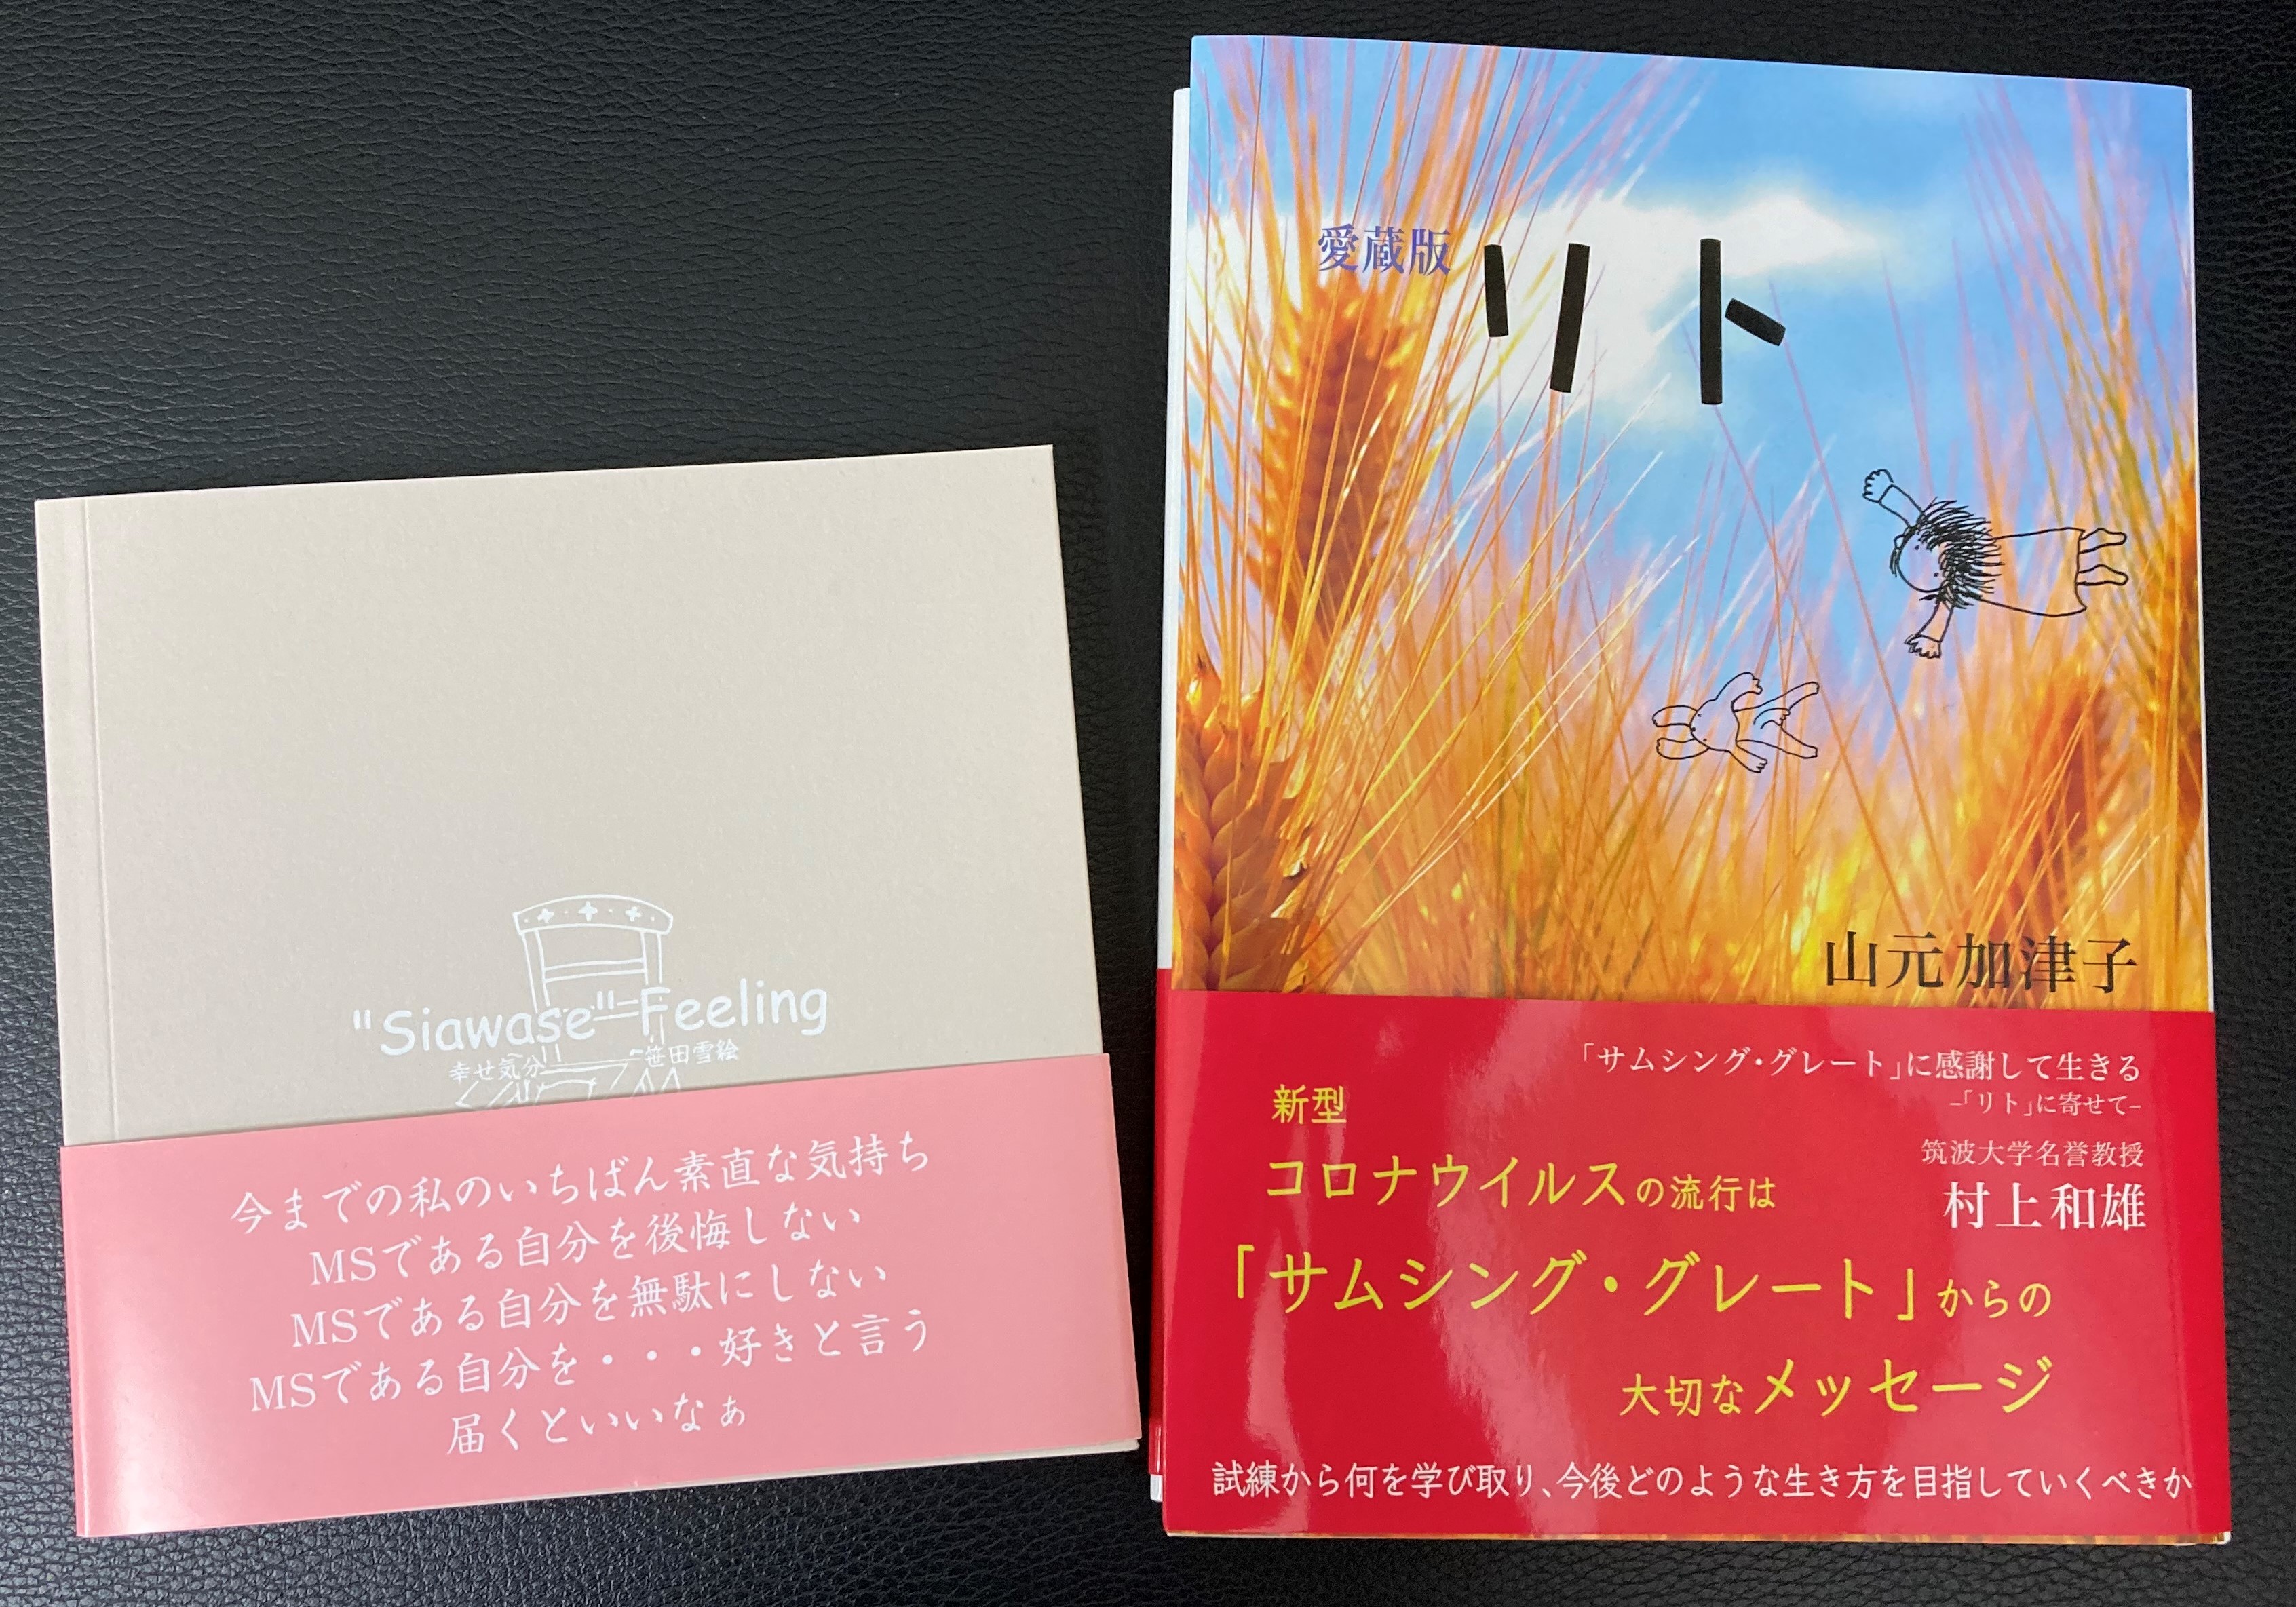 "Siawase" Feeling
幸せ気分
笹田雪絵
今までの私のいちばん素直な気持ち
MSである自分を後悔しない
MSである自分を無駄にしない
MSである自分を・・・好きと言う
届くといいなぁ
愛蔵版 リト
山元加津子
「サムシング・グレート」に感謝して生きる
–「リト」に寄せて–
筑波大学名誉教授
村上和雄
新型
コロナウイルスの流行は
「サムシング・グレート」からの
大切なメッセージ
試練から何を学び取り、今後どのような生き方を目指していくべきか